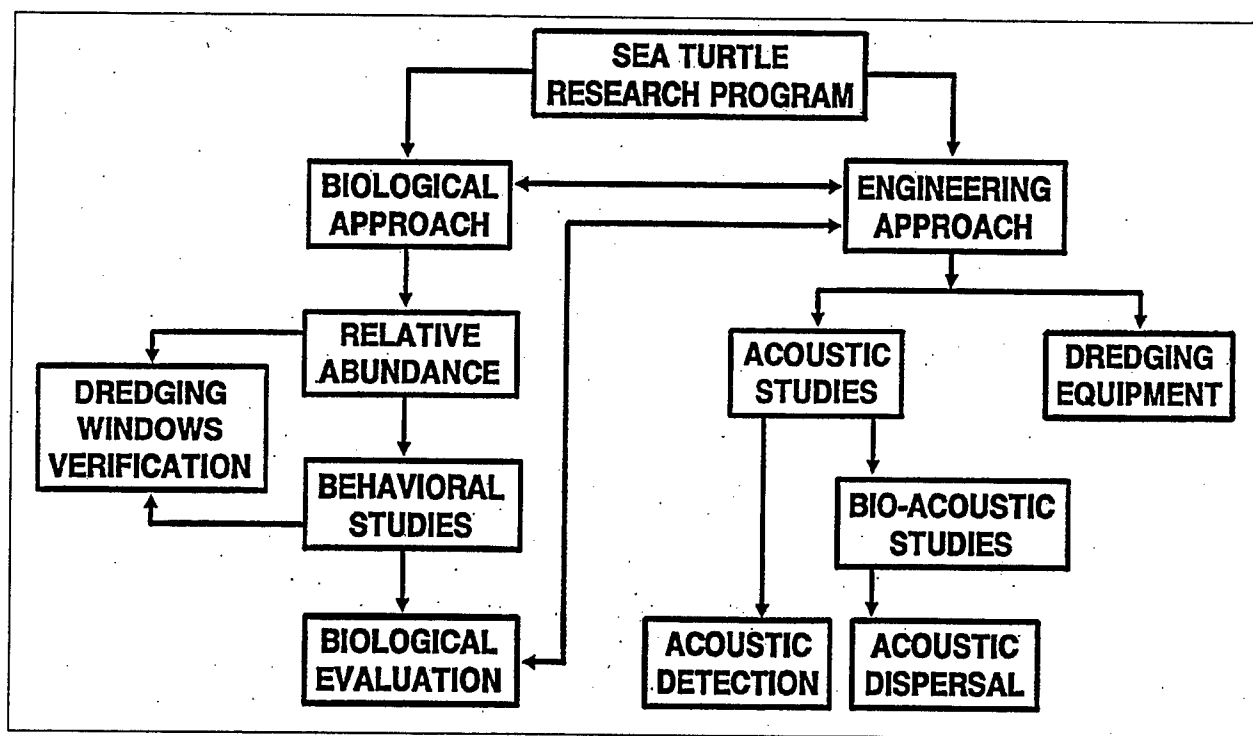 SEA TURTLE
RESEARCH PROGRAM
BIOLOGICAL
APPROACH
ENGINEERING
APPROACH
RELATIVE
ABUNDANCE
ACOUSTIC
STUDIES
DREDGING
EQUIPMENT
DREDGING
WINDOWS
VERIFICATION
BEHAVIORAL
STUDIES
BIO-ACOUSTIC
STUDIES
BIOLOGICAL
EVALUATION
ACOUSTIC
DETECTION
ACOUSTIC
DISPERSAL